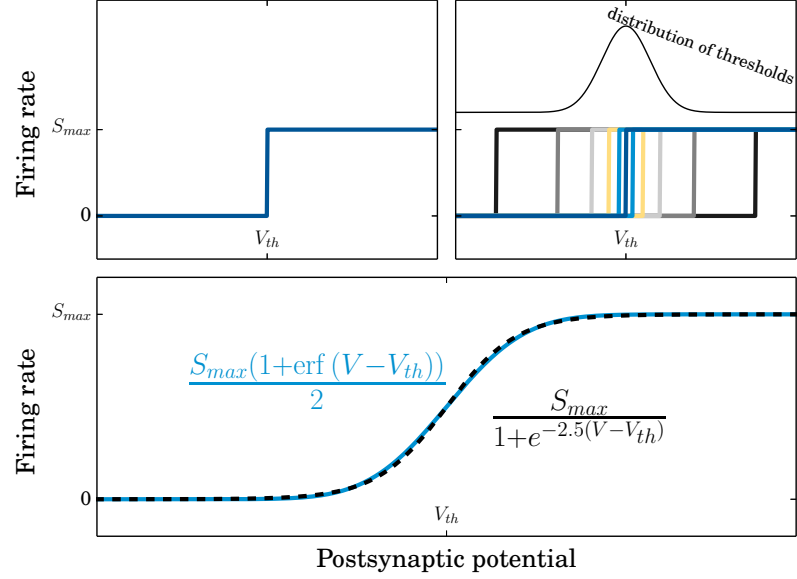 Firing rate
S_max
0
V_th
distribution of thresholds
V_th
Firing rate
S_max
0
S_max(1+erf (V−V_th))
2
S_max
1+e^−2.5(V−V_th)
V_th
Postsynaptic potential